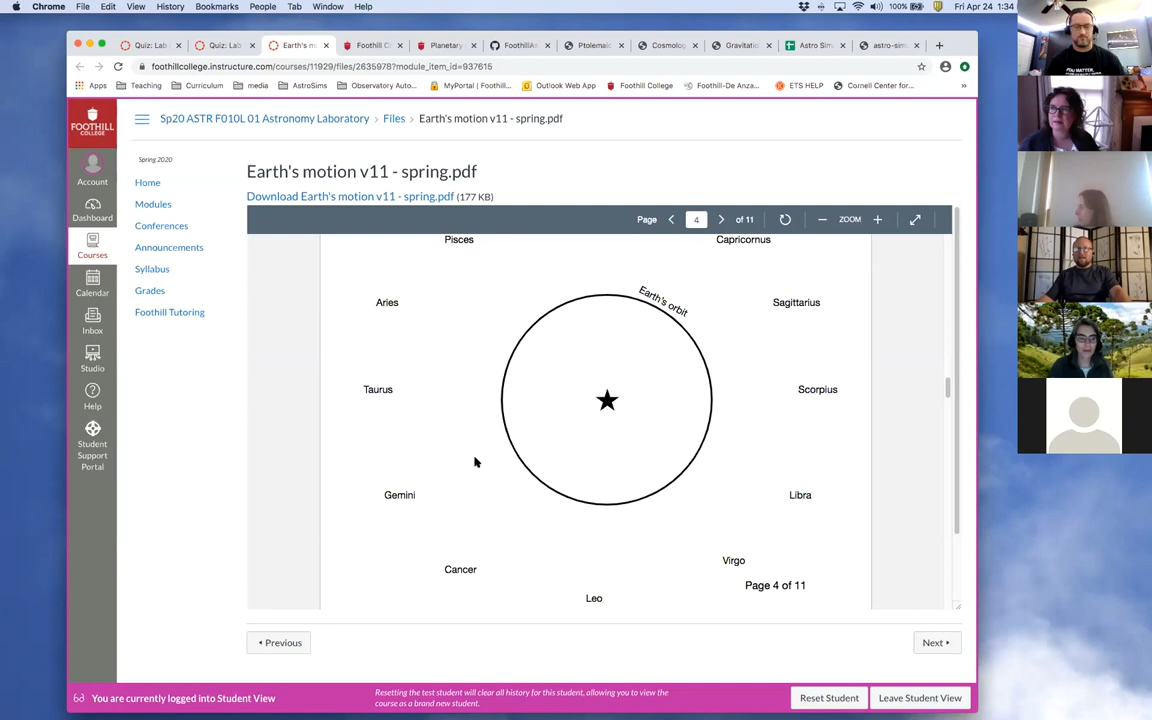 Chrome File Edit View History Bookmarks People Tab Window Help
100% Fri Apr 24 1:34
Quiz: Lab Quiz: Lab Earth's m Foothill C Planetary FoothillAs Ptolemaic Cosmolog Gravitatio Astro Sim astro-sim
foothillcollege.instructure.com/courses/11929/files/2635978?module_item_id=937615
Apps Teaching Curriculum media AstroSims Observatory Auto... MyPortal | Foothill... Outlook Web App Foothill College Foothill-De Anza... ETS HELP Cornell Center for... »
FOOTHILL
COLLEGE
Account
Dashboard
Courses
Calendar
Inbox
Studio
Help
Student
Support
Portal
Sp20 ASTR F010L 01 Astronomy Laboratory › Files › Earth's motion v11 - spring.pdf
Spring 2020
Home
Modules
Conferences
Announcements
Syllabus
Grades
Foothill Tutoring
Earth's motion v11 - spring.pdf
Download Earth's motion v11 - spring.pdf (177 KB)
Page 4 of 11 ZOOM
Pisces
Capricornus
Aries
Earth's orbit
Sagittarius
Taurus
Scorpius
Gemini
Libra
Cancer
Virgo
Page 4 of 11
Leo
Previous
Next
You are currently logged into Student View
Resetting the test student will clear all history for this student, allowing you to view the
course as a brand new student.
Reset Student
Leave Student View
YOU MATTER.